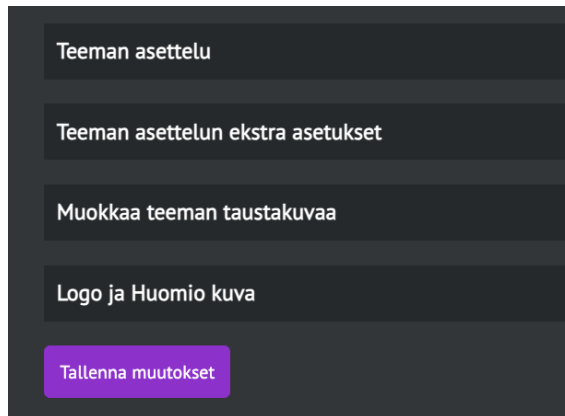 Teeman asettelu
Teeman asettelun ekstra asetukset
Muokkaa teeman taustakuvaa
Logo ja Huomio kuva
Tallenna muutokset